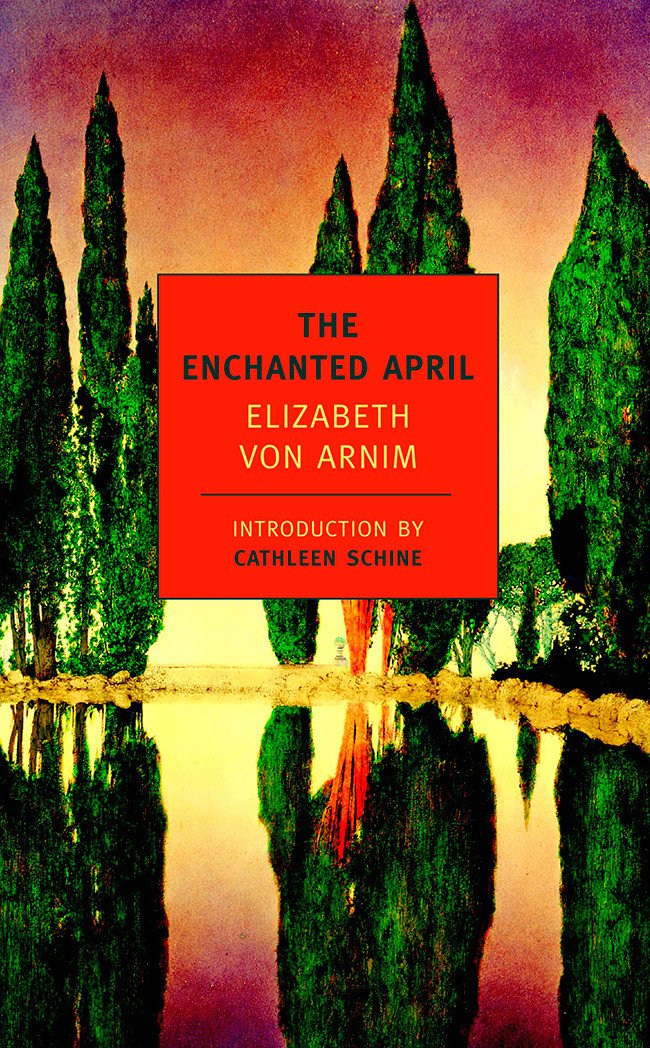 THE
ENCHANTED APRIL
ELIZABETH
VON ARNIM
INTRODUCTION BY
CATHLEEN SCHINE